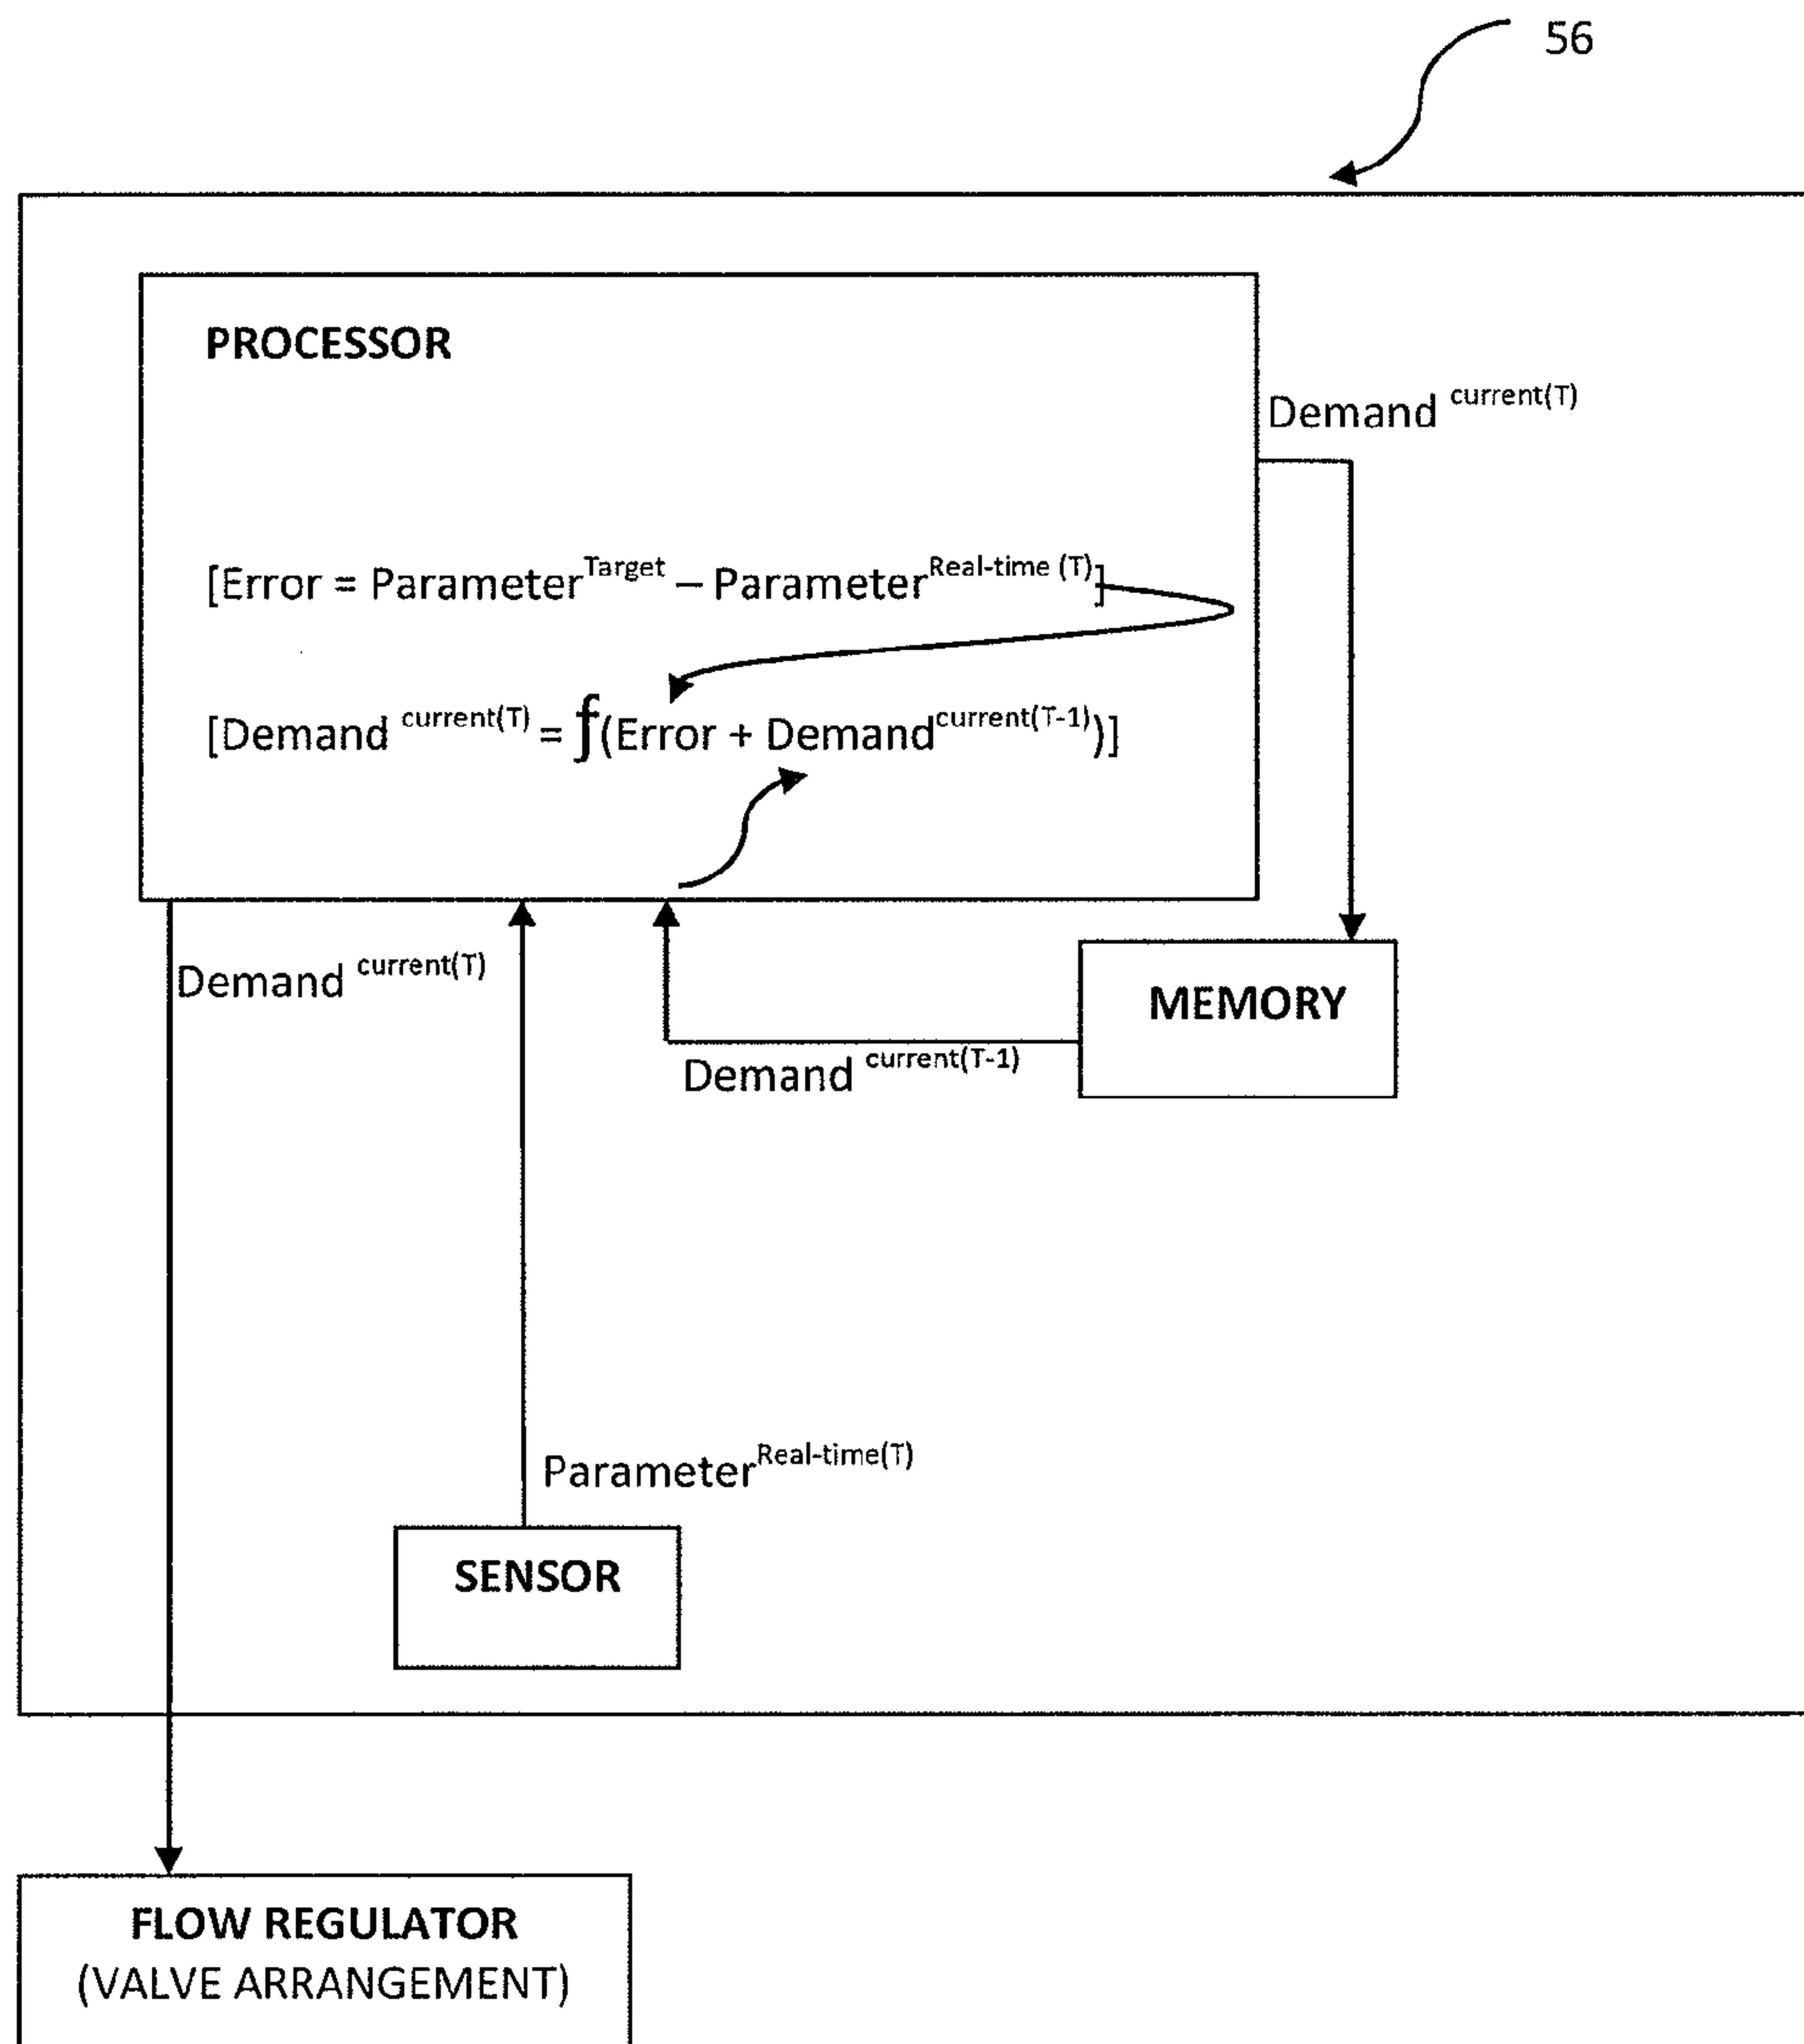 56
PROCESSOR
Demand current(T)
[Error = ParameterTarget – ParameterReal-time (T)]
[Demand current(T) = ƒ(Error + Demandcurrent(T-1))]
Demand current(T)
MEMORY
Demand current(T-1)
ParameterReal-time(T)
SENSOR
FLOW REGULATOR
(VALVE ARRANGEMENT)